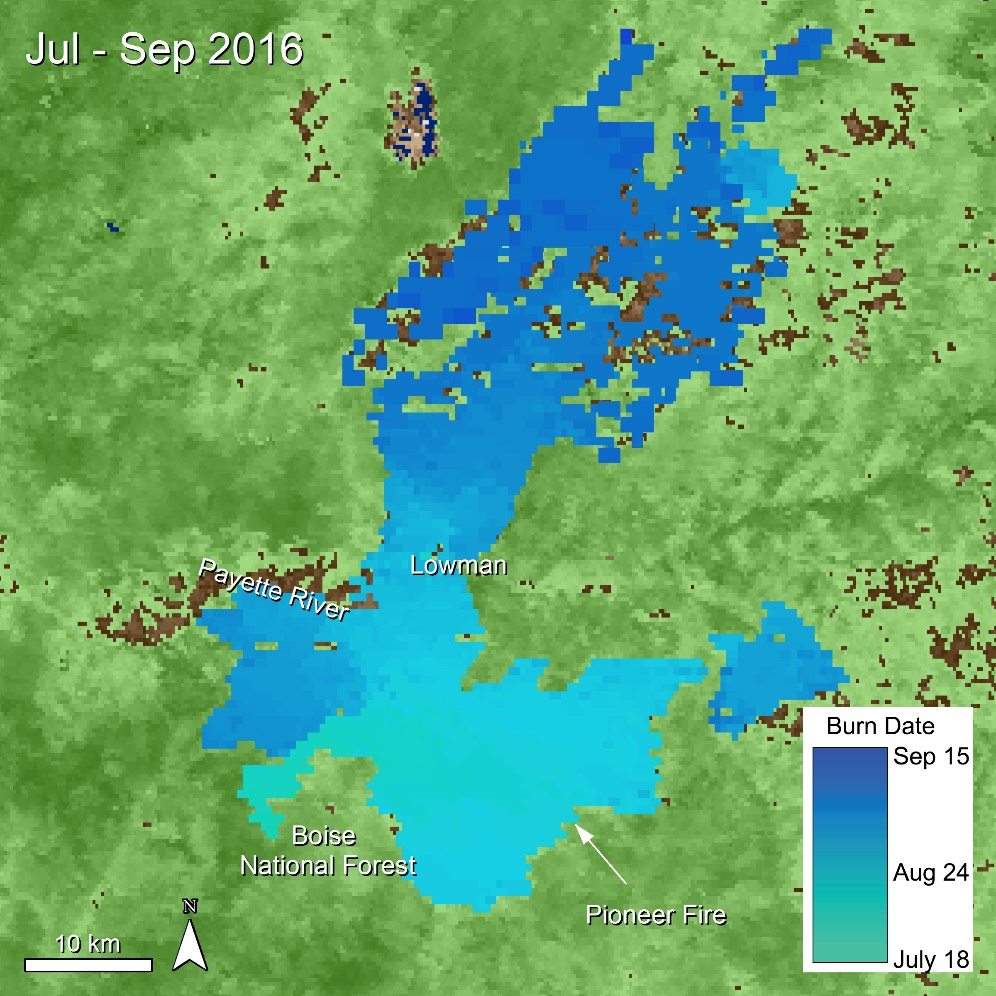 Jul - Sep 2016
Lowman
Payette River
Burn Date
Sep 15
Aug 24
July 18
Boise
National Forest
Pioneer Fire
N
10 km